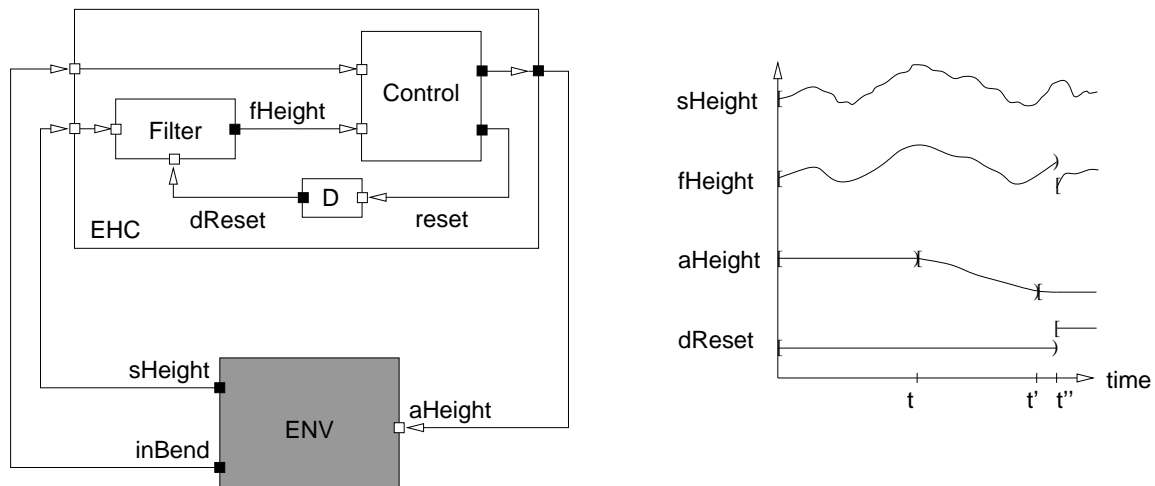 Control
Filter
fHeight
D
dReset
reset
EHC
sHeight
aHeight
ENV
inBend
sHeight
fHeight
aHeight
dReset
time
t
t'
t''